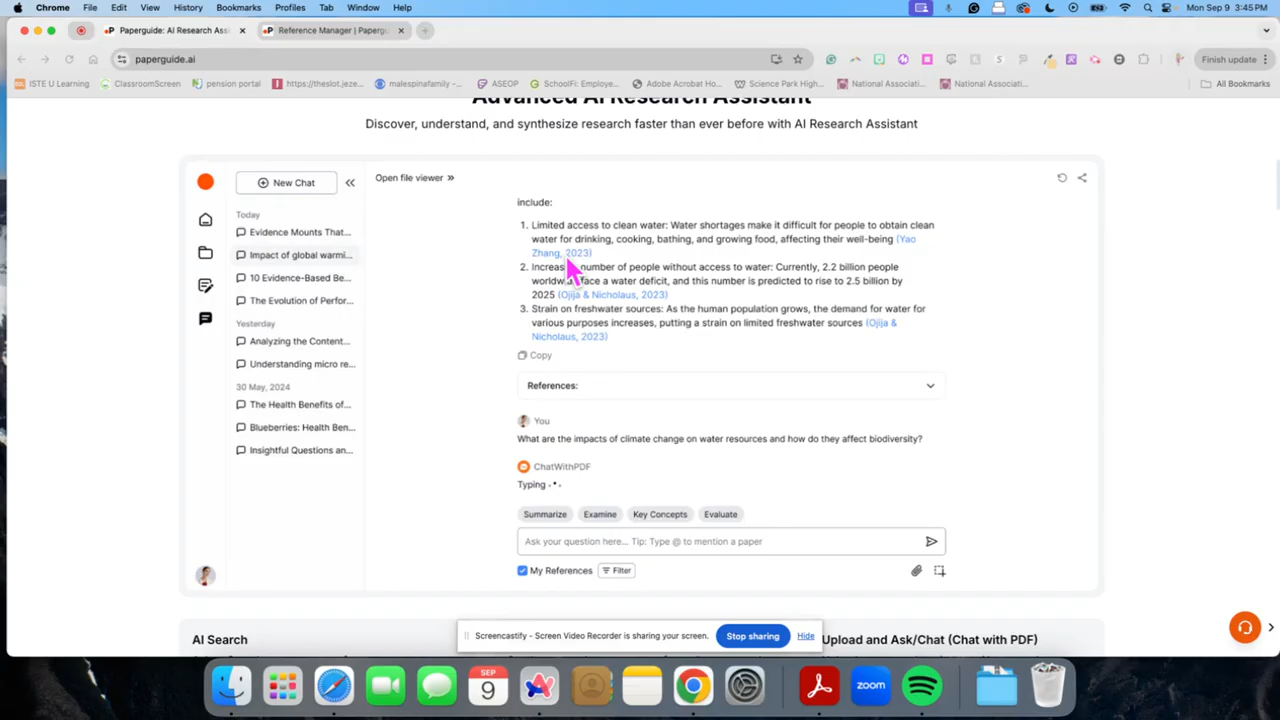 Chrome File Edit View History Bookmarks Profiles Tab Window Help Mon Sep 9 3:45PM
Paperguide: AI Research Assi Reference Manager | Paperg
paperguide.ai Finish update
ISTE U Learning ClassroomScreen pension portal https://theslot.jeze... malespinafamily-... ASEOP SchoolFi: Employe... Adobe Acrobat Ho... Science Park High... National Associati... National Associati... All Bookmarks
Advanced AI Research Assistant
Discover, understand, and synthesize research faster than ever before with AI Research Assistant
New Chat
Today
Evidence Mounts That...
Impact of global warmi...
10 Evidence-Based Be...
The Evolution of Perfor...
Yesterday
Analyzing the Content...
Understanding micro re...
30 May, 2024
The Health Benefits of...
Blueberries: Health Ben...
Insightful Questions an...
Open file viewer »
include:
1. Limited access to clean water: Water shortages make it difficult for people to obtain clean
water for drinking, cooking, bathing, and growing food, affecting their well-being (Yao
Zhang, 2023)
2. number of people without access to water: Currently, 2.2 billion people
face a water deficit, and this number is predicted to rise to 2.5 billion by
2025 (Ojija & Nicholaus, 2023)
3. Strain on freshwater sources: As the human population grows, the demand for water for
various purposes increases, putting a strain on limited freshwater sources (Ojija &
Nicholaus, 2023)
Copy
References:
You
What are the impacts of climate change on water resources and how do they affect biodiversity?
ChatWithPDF
Typing
Summarize Examine Key Concepts Evaluate
Ask your question here... Tip: Type @ to mention a paper
My References Filter
Screencastify - Screen Video Recorder is sharing your screen. Stop sharing Hide
AI Search Upload and Ask/Chat (Chat with PDF)
SEP
9
zoom